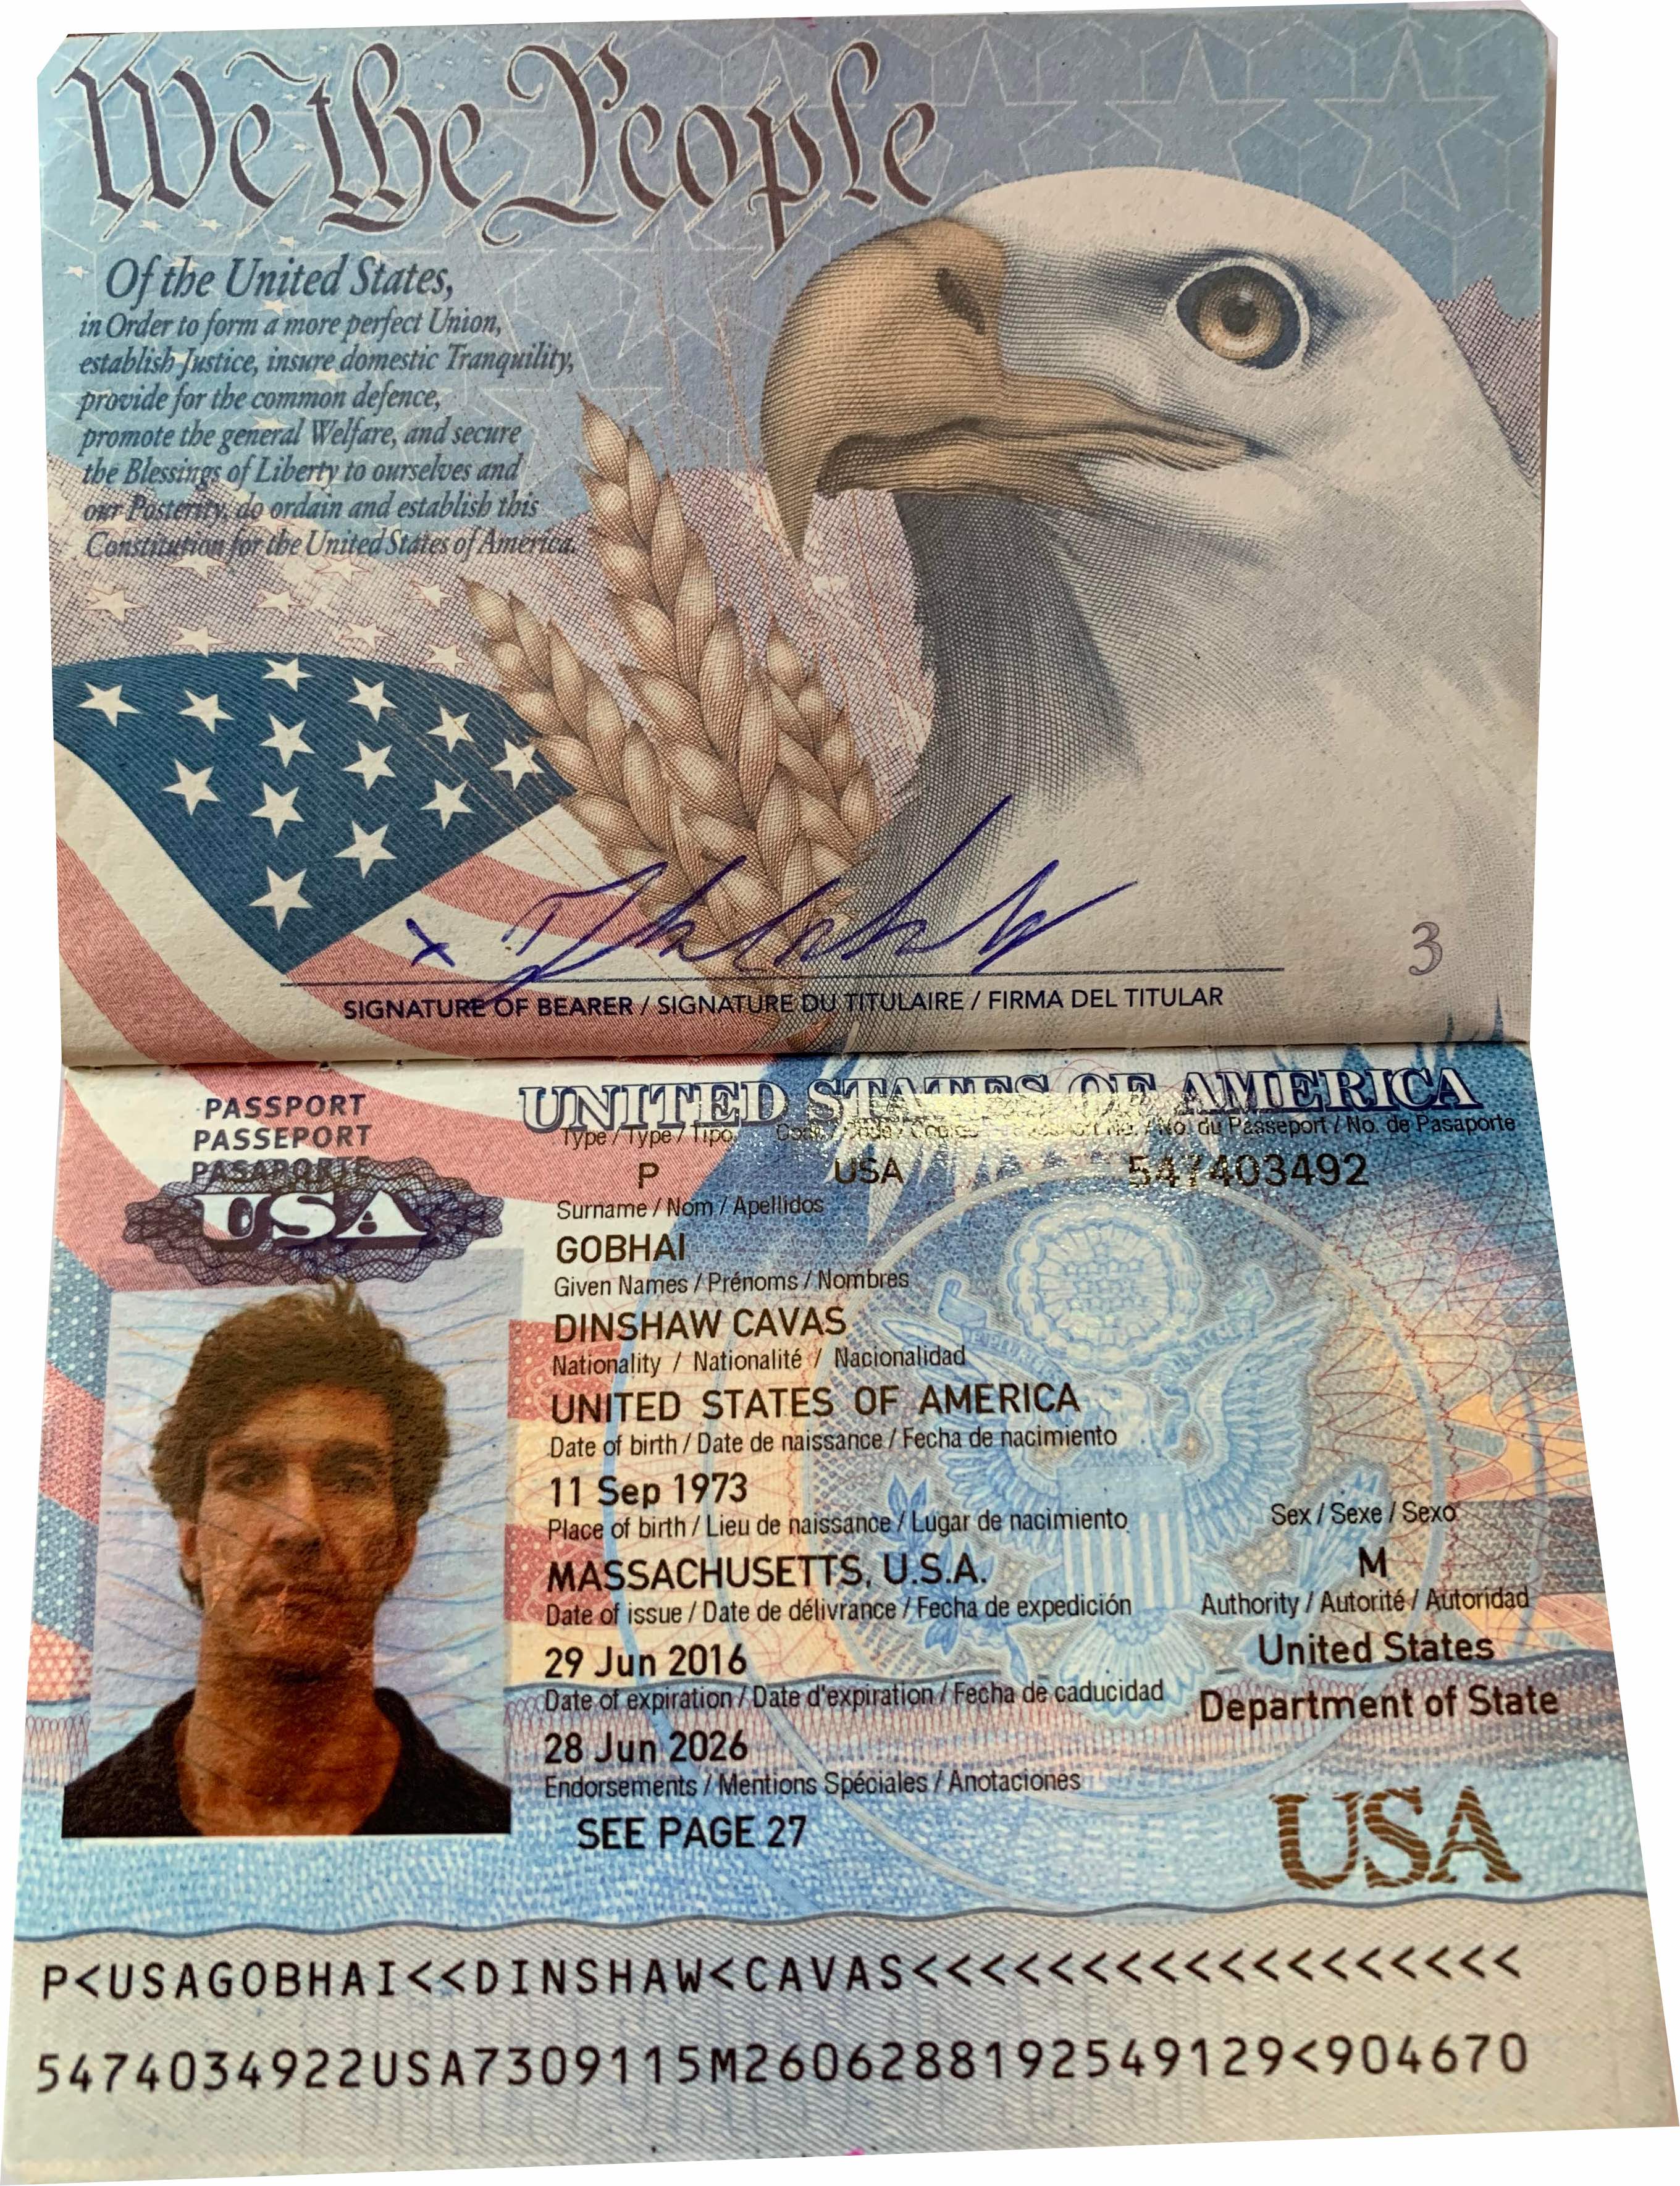 We the People
Of the United States,
in Order to form a more perfect Union,
establish Justice, insure domestic Tranquility,
provide for the common defence,
promote the general Welfare, and secure
the Blessings of Liberty to ourselves and
our Posterity, do ordain and establish this
Constitution for the United States of America.
X
3
SIGNATURE OF BEARER / SIGNATURE DU TITULAIRE / FIRMA DEL TITULAR
PASSPORT
PASSEPORT
PASAPORTE
USA
UNITED STATES OF AMERICA
Type / Type / Tipo Code / Code / Codigo Passport No. / No. du Passeport / No. de Pasaporte
P USA 547403492
Surname / Nom / Apellidos
GOBHAI
Given Names / Prénoms / Nombres
DINSHAW CAVAS
Nationality / Nationalité / Nacionalidad
UNITED STATES OF AMERICA
Date of birth / Date de naissance / Fecha de nacimiento
11 Sep 1973
Place of birth / Lieu de naissance / Lugar de nacimiento Sex / Sexe / Sexo
MASSACHUSETTS, U.S.A. M
Date of issue / Date de délivrance / Fecha de expedición Authority / Autorité / Autoridad
29 Jun 2016 United States
Date of expiration / Date d'expiration / Fecha de caducidad Department of State
28 Jun 2026
Endorsements / Mentions Spéciales / Anotaciones
SEE PAGE 27
USA
P<USAGOBHAI<<DINSHAW<CAVAS<<<<<<<<<<<<<<<<<<
5474034922USA7309115M2606288192549129<904670